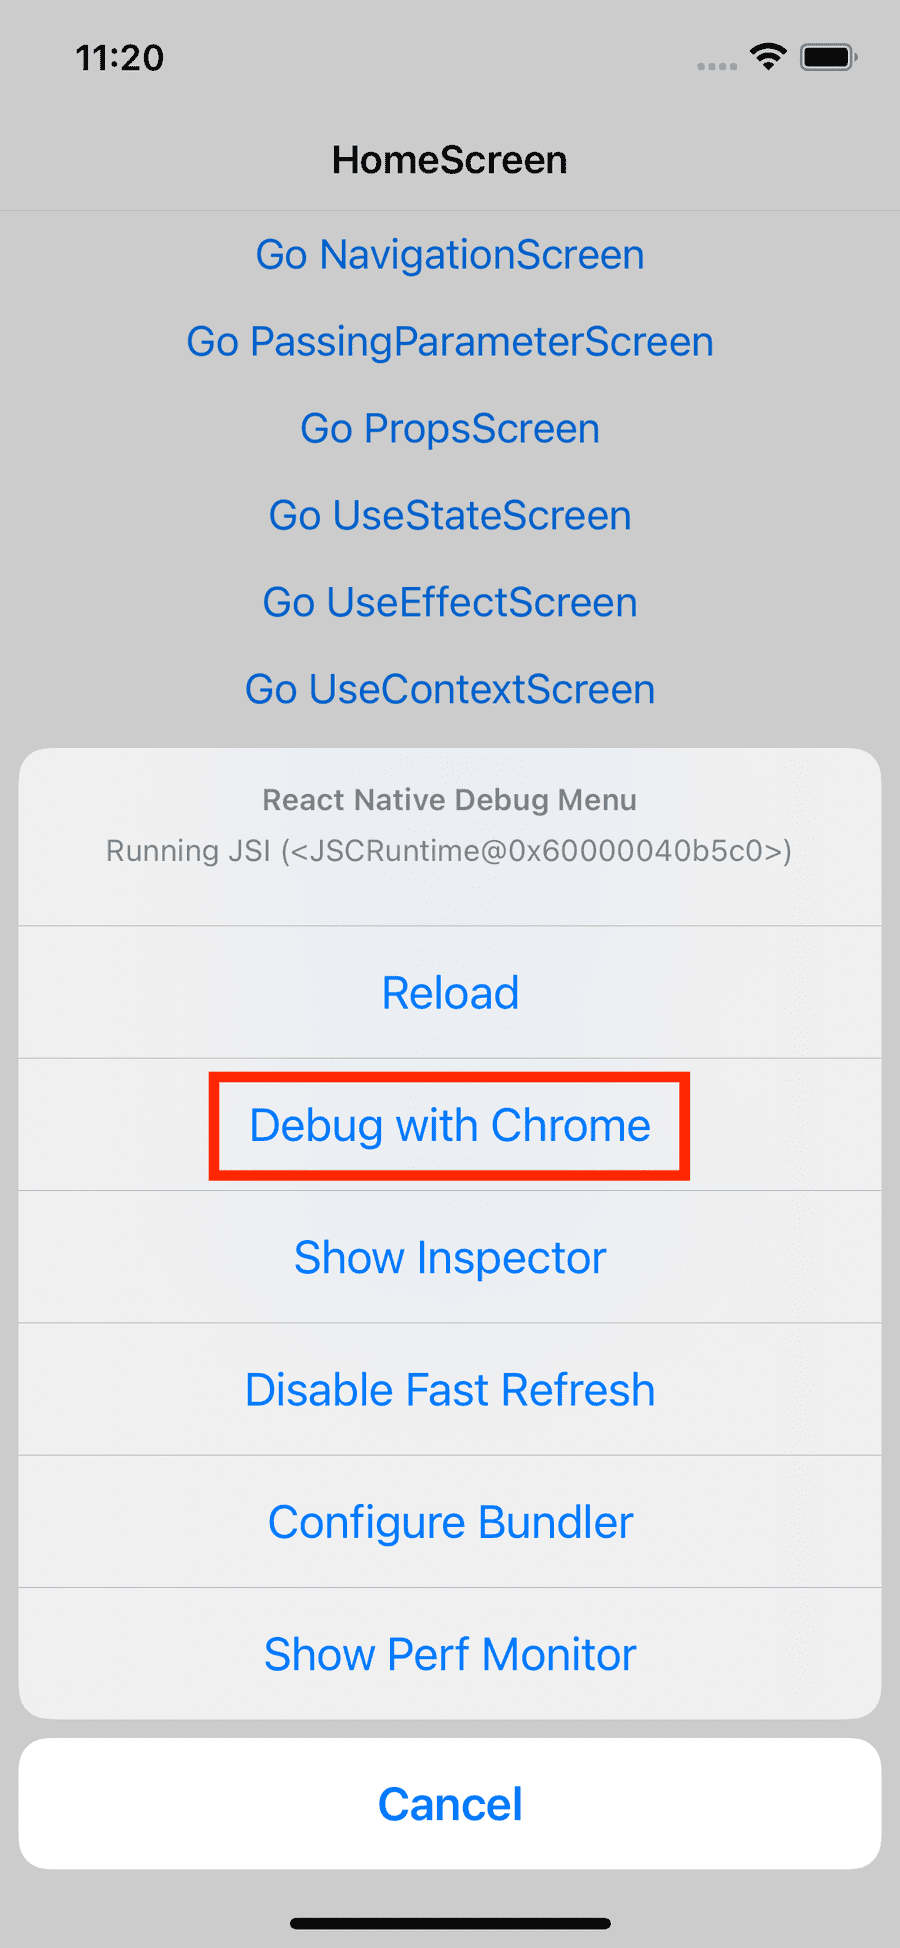 11:20
HomeScreen
Go NavigationScreen
Go PassingParameterScreen
Go PropsScreen
Go UseStateScreen
Go UseEffectScreen
Go UseContextScreen
React Native Debug Menu
Running JSI (<JSCRuntime@0x60000040b5c0>)
Reload
Debug with Chrome
Show Inspector
Disable Fast Refresh
Configure Bundler
Show Perf Monitor
Cancel